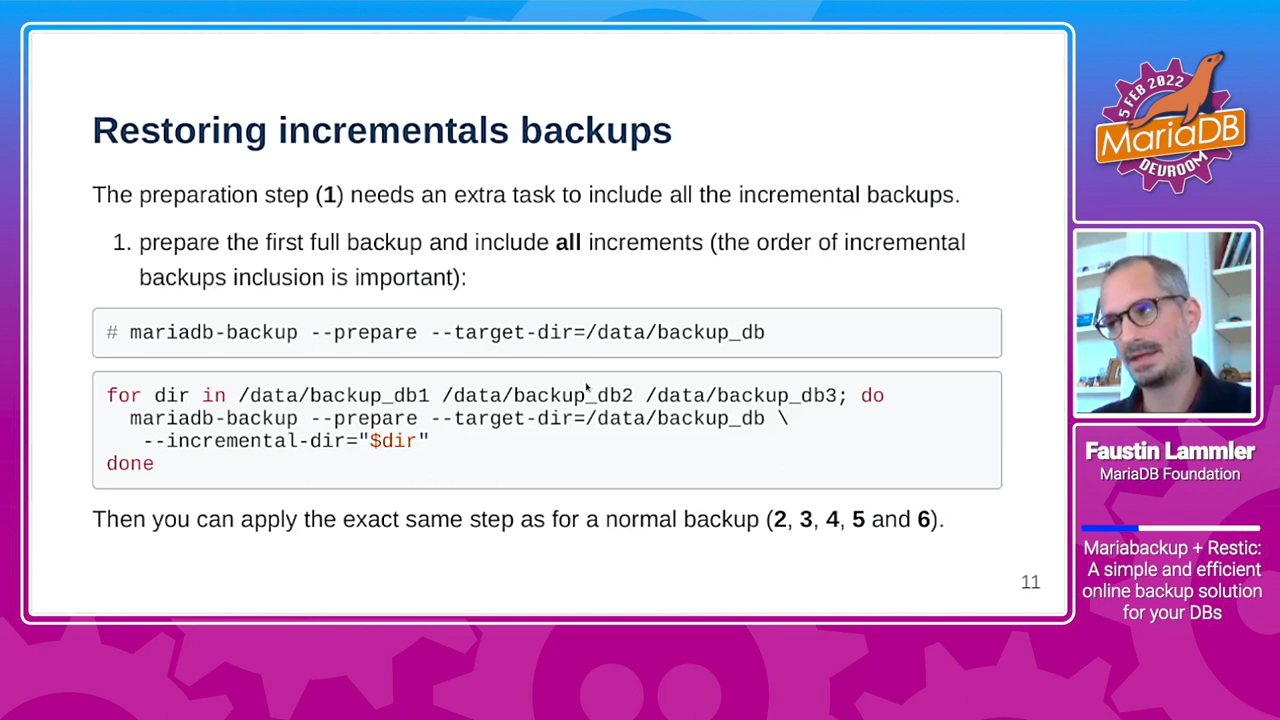 Restoring incrementals backups
The preparation step (1) needs an extra task to include all the incremental backups.
1. prepare the first full backup and include all increments (the order of incremental
backups inclusion is important):
# mariadb-backup --prepare --target-dir=/data/backup_db
for dir in /data/backup_db1 /data/backup_db2 /data/backup_db3; do
mariadb-backup --prepare --target-dir=/data/backup_db \
--incremental-dir="$dir"
done
Then you can apply the exact same step as for a normal backup (2, 3, 4, 5 and 6).
11
5 FEB 2022
MariaDB
DEVROOM
Faustin Lammler
MariaDB Foundation
Mariabackup + Restic:
A simple and efficient
online backup solution
for your DBs